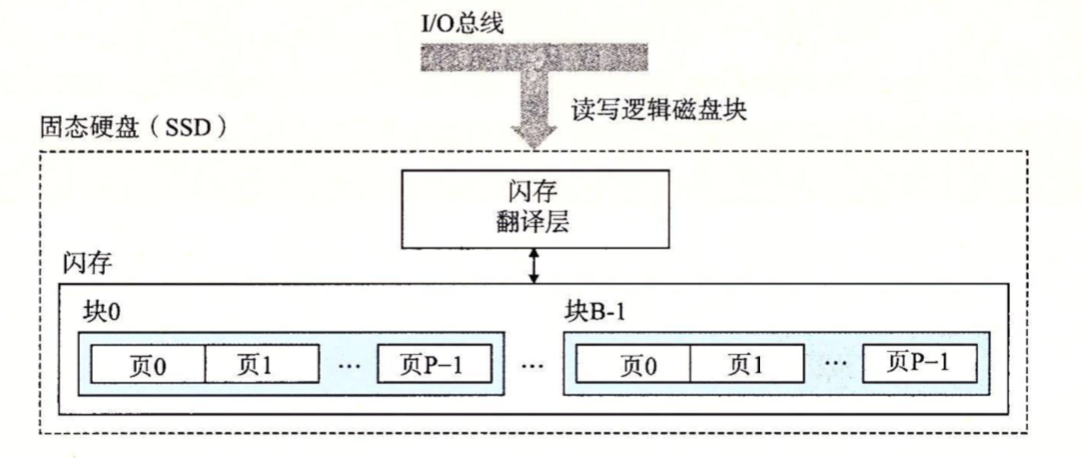 I/O总线
读写逻辑磁盘块
固态硬盘（SSD）
闪存
翻译层
闪存
块0
块B-1
页0 页1 … 页P−1 … 页0 页1 … 页P−1